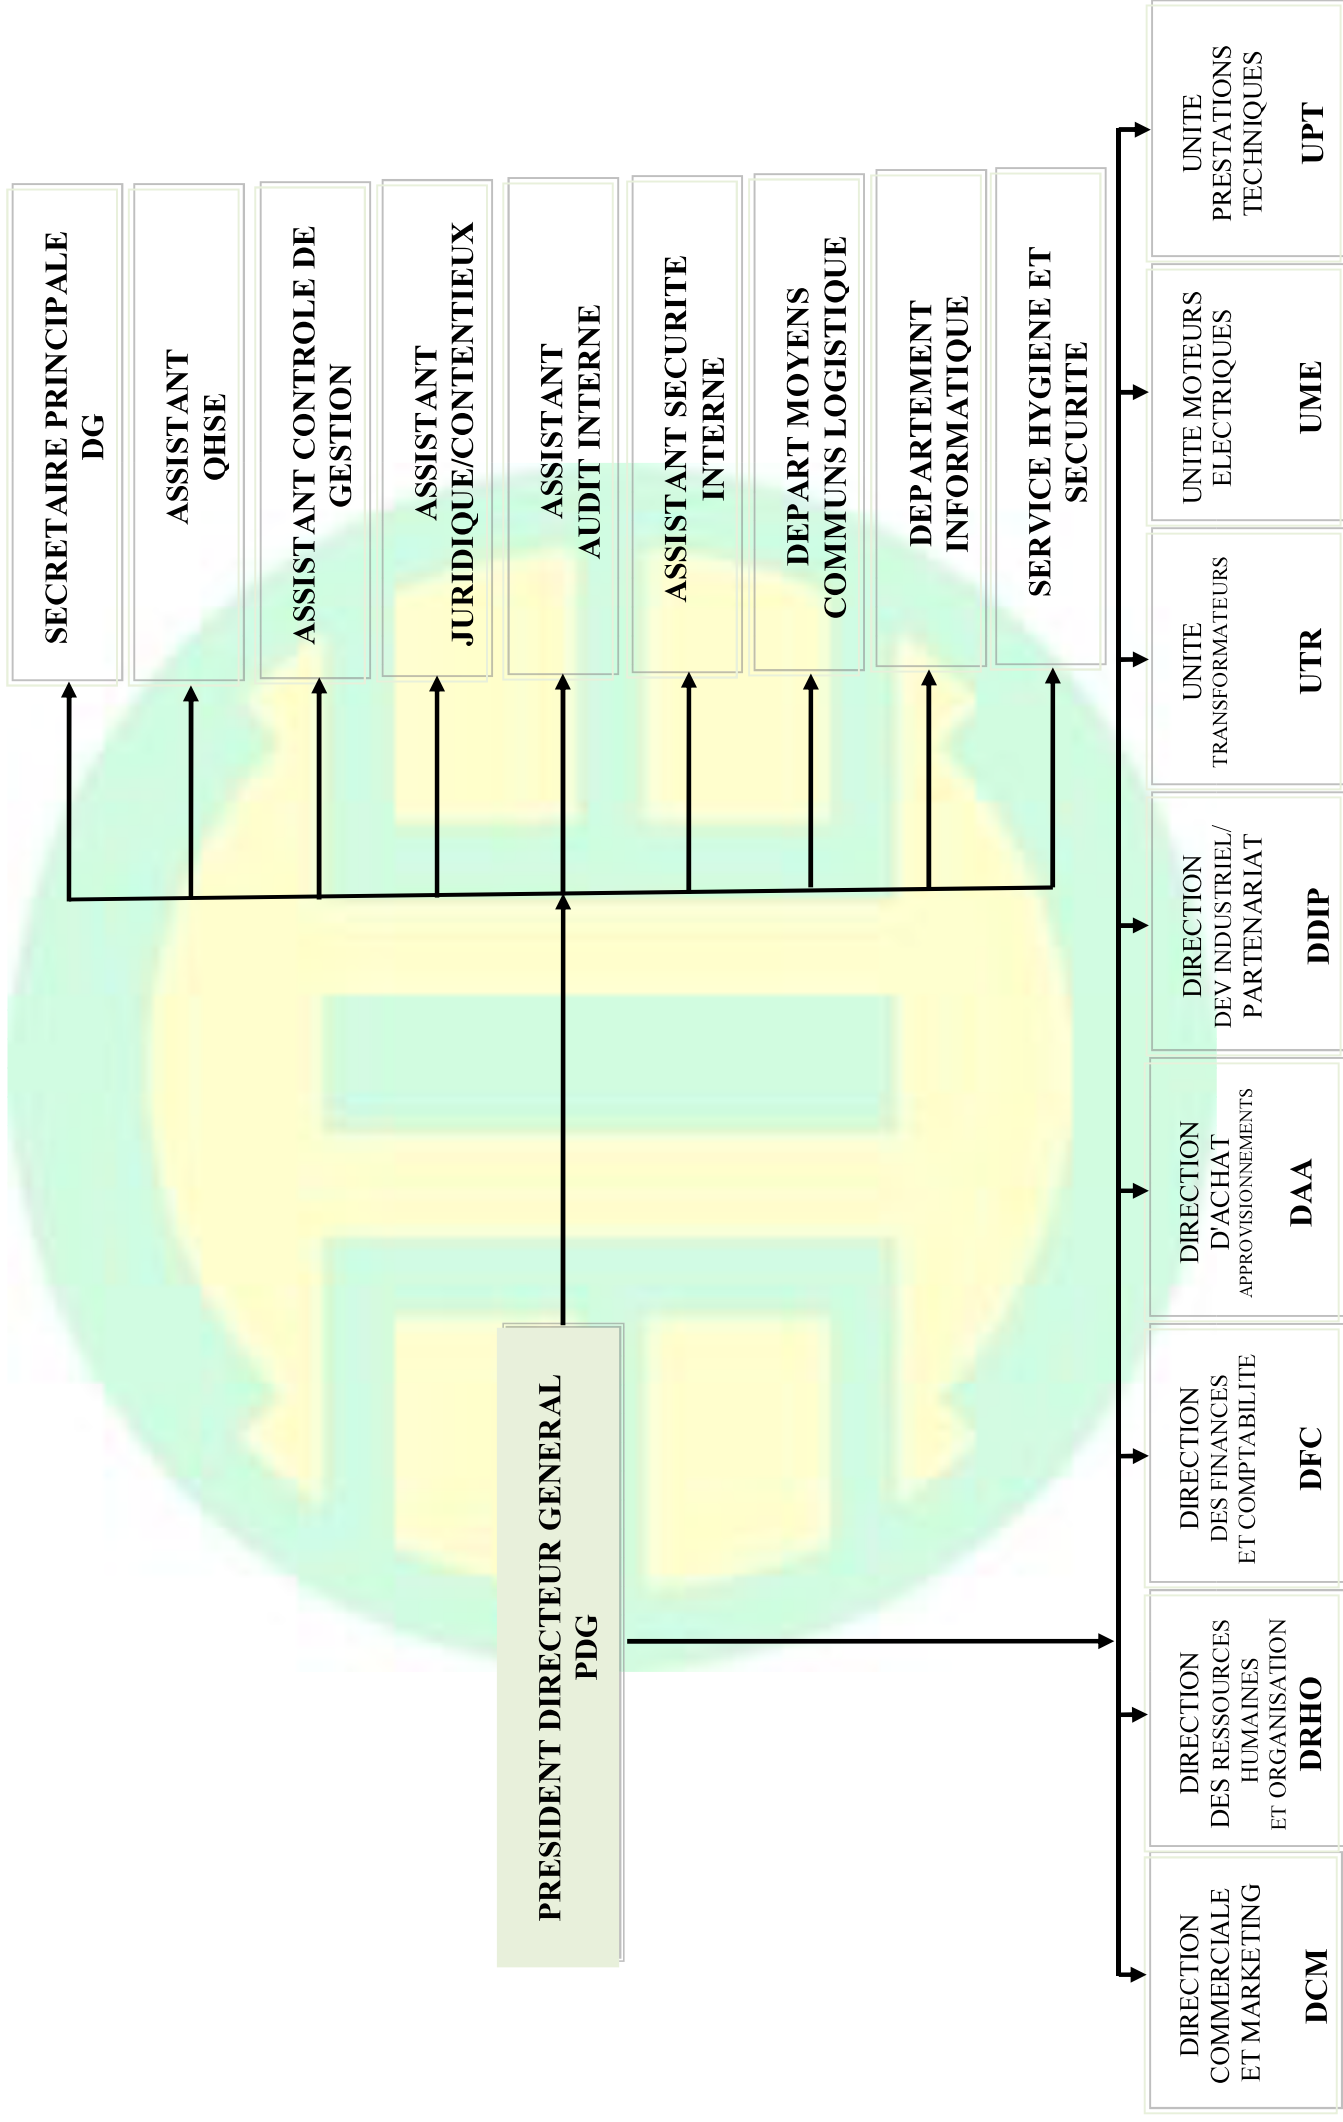 SECRETAIRE PRINCIPALE
DG
ASSISTANT
QHSE
ASSISTANT CONTROLE DE
GESTION
ASSISTANT
JURIDIQUE/CONTENTIEUX
ASSISTANT
AUDIT INTERNE
ASSISTANT SECURITE
INTERNE
DEPART MOYENS
COMMUNS LOGISTIQUE
DEPARTEMENT
INFORMATIQUE
SERVICE HYGIENE ET
SECURITE
PRESIDENT DIRECTEUR GENERAL
PDG
DIRECTION
COMMERCIALE
ET MARKETING
DCM
DIRECTION
DES RESSOURCES
HUMAINES
ET ORGANISATION
DRHO
DIRECTION
DES FINANCES
ET COMPTABILITE
DFC
DIRECTION
D'ACHAT
APPROVISIONNEMENTS
DAA
DIRECTION
DEV INDUSTRIEL/
PARTENARIAT
DDIP
UNITE
TRANSFORMATEURS
UTR
UNITE MOTEURS
ELECTRIQUES
UME
UNITE
PRESTATIONS
TECHNIQUES
UPT